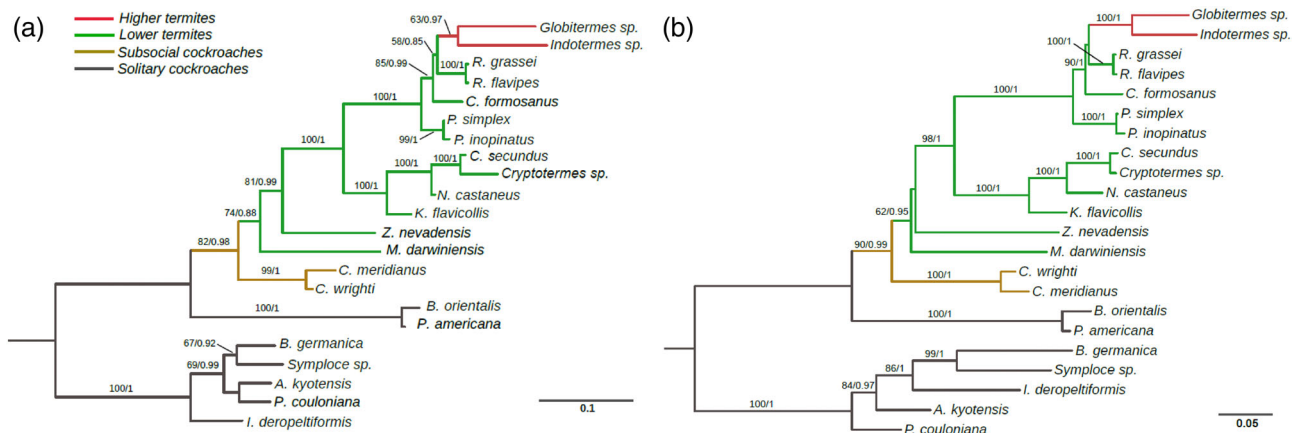 (a)
Higher termites
Lower termites
Subsocial cockroaches
Solitary cockroaches
63/0.97
Globitermes sp.
Indotermes sp.
58/0.85
100/1
R. grassei
R. flavipes
85/0.99
C. formosanus
100/1
P. simplex
99/1
P. inopinatus
100/1
100/1
100/1
C. secundus
Cryptotermes sp.
100/1
N. castaneus
K. flavicollis
81/0.99
Z. nevadensis
74/0.88
M. darwiniensis
82/0.98
99/1
C. meridianus
C. wrighti
100/1
B. orientalis
P. americana
67/0.92
B. germanica
Symploce sp.
69/0.99
A. kyotensis
P. couloniana
100/1
I. deropeltiformis
0.1
(b)
100/1
Globitermes sp.
Indotermes sp.
100/1
R. grassei
R. flavipes
90/1
C. formosanus
100/1
100/1
P. simplex
P. inopinatus
98/1
100/1
100/1
C. secundus
Cryptotermes sp.
100/1
N. castaneus
K. flavicollis
62/0.95
Z. nevadensis
M. darwiniensis
90/0.99
100/1
C. wrighti
C. meridianus
100/1
B. orientalis
P. americana
99/1
B. germanica
Symploce sp.
86/1
I. deropeltiformis
84/0.97
A. kyotensis
100/1
P. couloniana
0.05